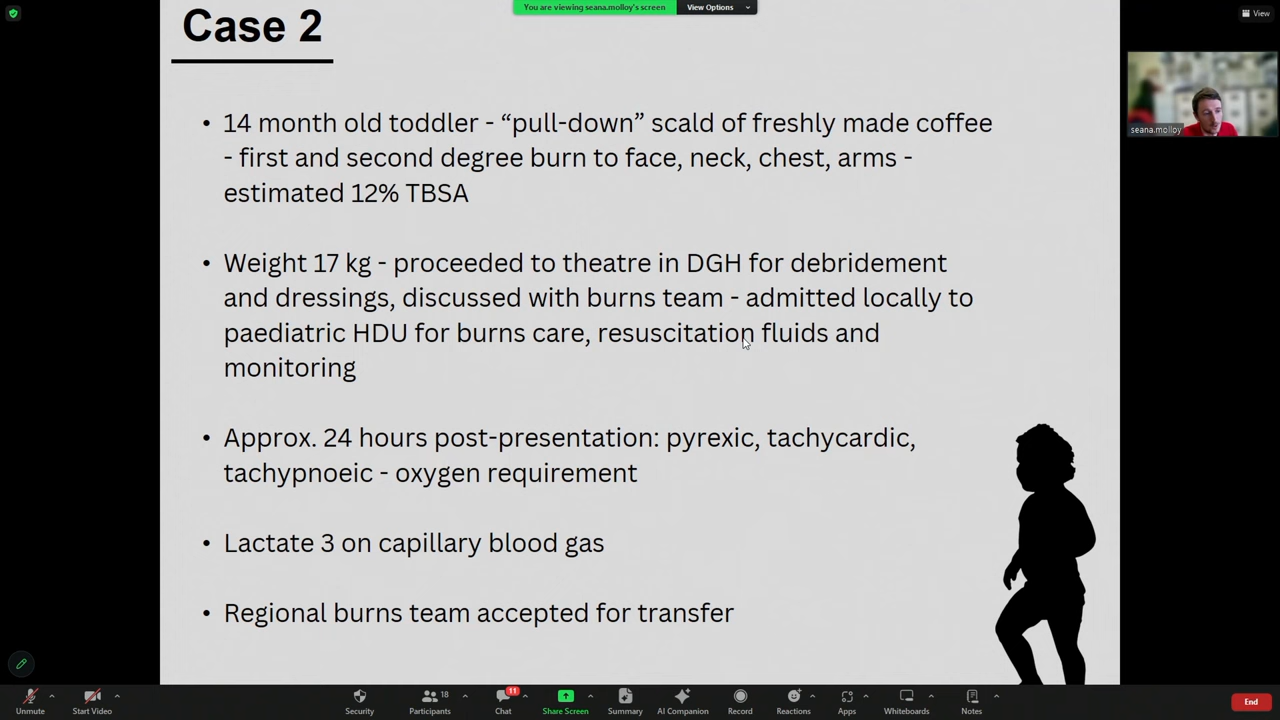 You are viewing seana.molloy's screen
View Options
View
Case 2
seana.molloy
• 14 month old toddler - “pull-down” scald of freshly made coffee
- first and second degree burn to face, neck, chest, arms -
estimated 12% TBSA
• Weight 17 kg - proceeded to theatre in DGH for debridement
and dressings, discussed with burns team - admitted locally to
paediatric HDU for burns care, resuscitation fluids and
monitoring
• Approx. 24 hours post-presentation: pyrexic, tachycardic,
tachypnoeic - oxygen requirement
• Lactate 3 on capillary blood gas
• Regional burns team accepted for transfer
Unmute
Start Video
Security
Participants 18
Chat 11
Share Screen
Summary
AI Companion
Record
Reactions
Apps
Whiteboards
Notes
End